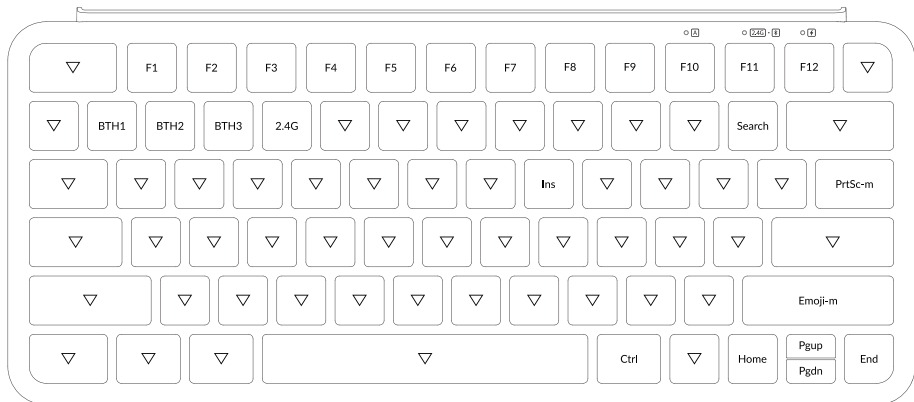 A 2.4G
F1 F2 F3 F4 F5 F6 F7 F8 F9 F10 F11 F12
BTH1 BTH2 BTH3 2.4G Search
Ins PrtSc-m
Emoji-m
Ctrl Home Pgup End
Pgdn